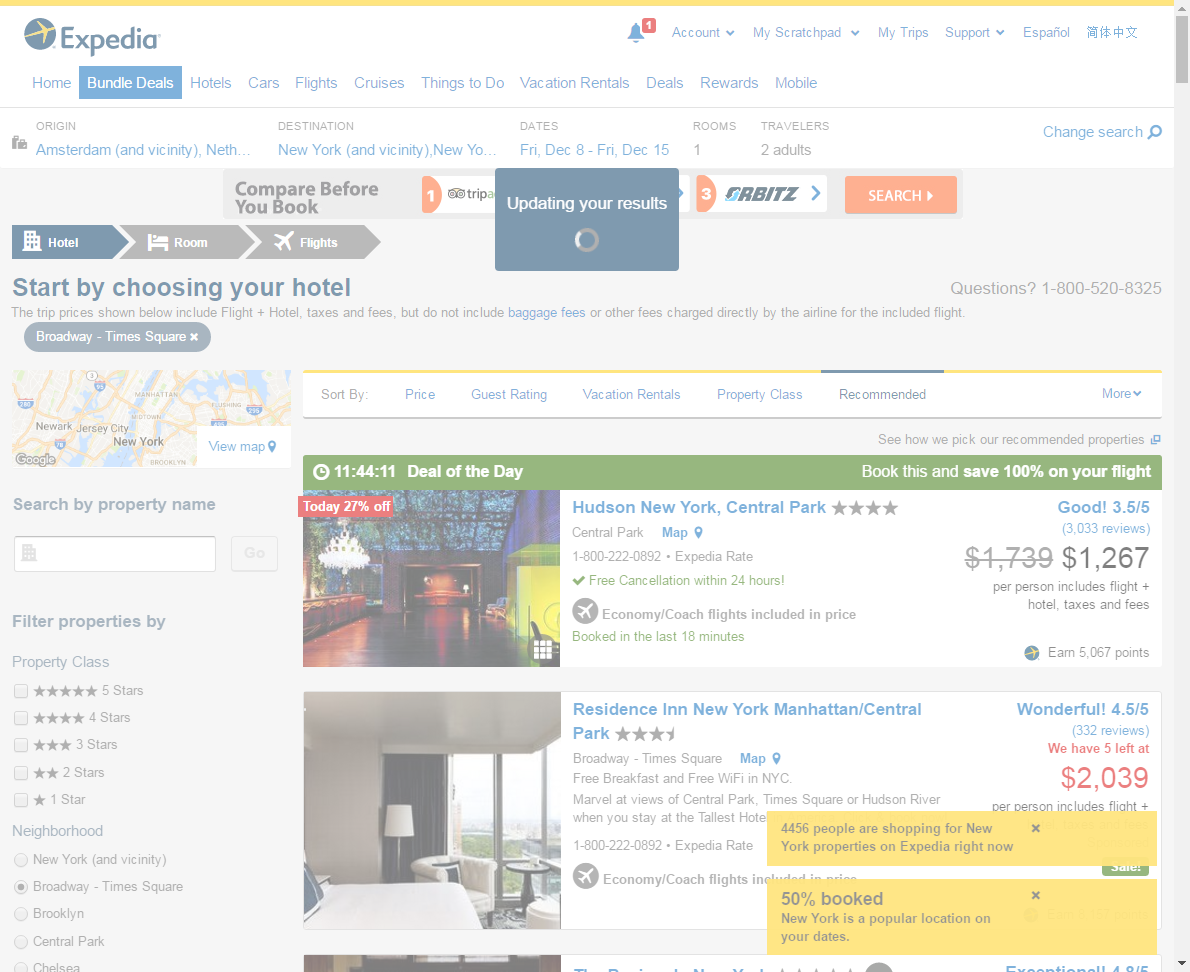 Expedia
1
Account
My Scratchpad
My Trips
Support
Español
简体中文
Home
Bundle Deals
Hotels
Cars
Flights
Cruises
Things to Do
Vacation Rentals
Deals
Rewards
Mobile
ORIGIN
DESTINATION
DATES
ROOMS
TRAVELERS
Amsterdam (and vicinity), Neth...
New York (and vicinity),New Yo...
Fri, Dec 8 - Fri, Dec 15
1
2 adults
Change search
Compare Before
You Book
1
3
ORBITZ
SEARCH
Updating your results
Hotel
Room
Flights
Start by choosing your hotel
Questions? 1-800-520-8325
The trip prices shown below include Flight + Hotel, taxes and fees, but do not include baggage fees or other fees charged directly by the airline for the included flight.
Broadway - Times Square ×
MANHATTAN
FLUSHING
MIDTOWN
Newark
Jersey City
New York
BROOKLYN
Google
View map
Sort By:
Price
Guest Rating
Vacation Rentals
Property Class
Recommended
More
See how we pick our recommended properties
Search by property name
Go
Filter properties by
Property Class
★★★★★ 5 Stars
★★★★ 4 Stars
★★★ 3 Stars
★★ 2 Stars
★ 1 Star
Neighborhood
New York (and vicinity)
Broadway - Times Square
Brooklyn
Central Park
Chelsea
11:44:11 Deal of the Day
Book this and save 100% on your flight
Today 27% off
Hudson New York, Central Park ★★★★
Central Park
Map
1-800-222-0892 • Expedia Rate
Free Cancellation within 24 hours!
Economy/Coach flights included in price
Booked in the last 18 minutes
Good! 3.5/5
(3,033 reviews)
$1,739 $1,267
per person includes flight +
hotel, taxes and fees
Earn 5,067 points
Residence Inn New York Manhattan/Central
Park
Broadway - Times Square
Map
Free Breakfast and Free WiFi in NYC.
Marvel at views of Central Park, Times Square or Hudson River
when you stay at the Tallest
1-800-222-0892 • Expedia Rate
Economy/Coach flights included in price
Wonderful! 4.5/5
(332 reviews)
We have 5 left at
$2,039
per person includes flight +
4456 people are shopping for New
York properties on Expedia right now
×
Sale!
50% booked
New York is a popular location on
your dates.
×
New York
Exceptional! 4.8/5